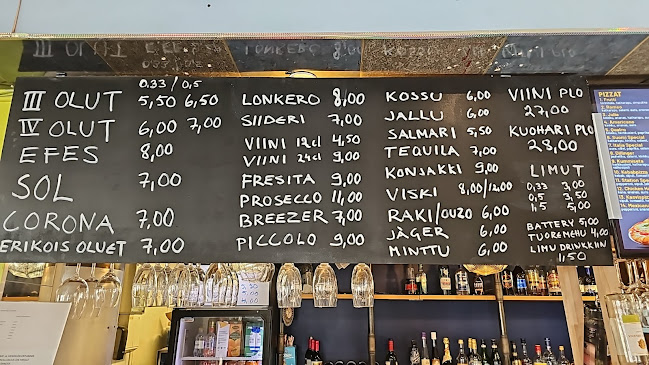 0.33 / 0,5
III OLUT 5,50 6,50
IV OLUT 6,00 7,00
EFES 8,00
SOL 7,00
CORONA 7,00
ERIKOIS OLUET 7,00
LONKERO 8,00
SIIDERI 7,00
VIINI 12cl 4,50
VIINI 24cl 9,00
FRESITA 9,00
PROSECCO 11,00
BREEZER 7,00
PICCOLO 9,00
KOSSU 6,00
JALLU 6,00
SALMARI 5,50
TEQUILA 7,00
KONJAKKI 9,00
VISKI 8,00/12,00
RAKI/OUZO 6,00
JÄGER 6,00
MINTTU 6,00
VIINI PLO
27,00
KUOHARI PLO
28,00
LIMUT
0,33 3,00
0,5 3,50
1,5 5,00
BATTERY 5,00
TUOREMEHU 4,00
LIMU DRINKKIIN
1,50
PIZZAT